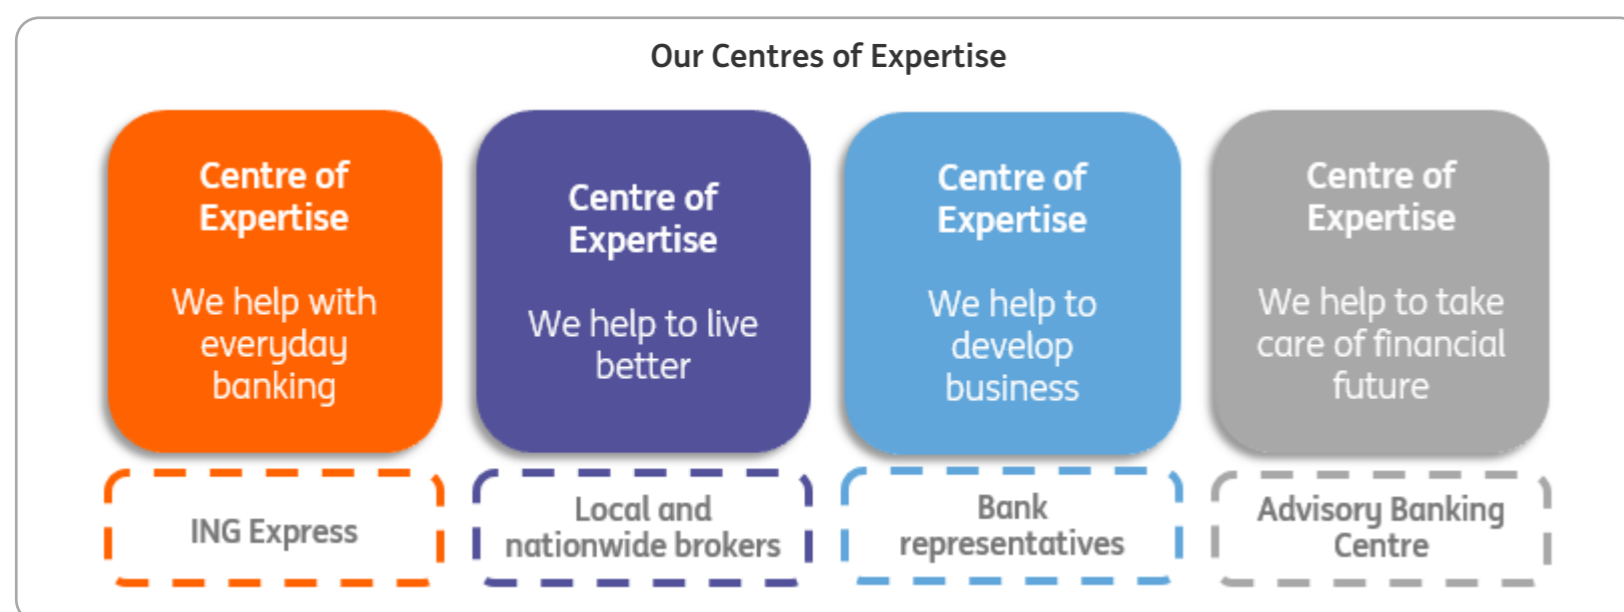 Our Centres of Expertise
Centre of
Expertise
We help with
everyday
banking
Centre of
Expertise
We help to live
better
Centre of
Expertise
We help to
develop
business
Centre of
Expertise
We help to take
care of financial
future
ING Express
Local and
nationwide brokers
Bank
representatives
Advisory Banking
Centre